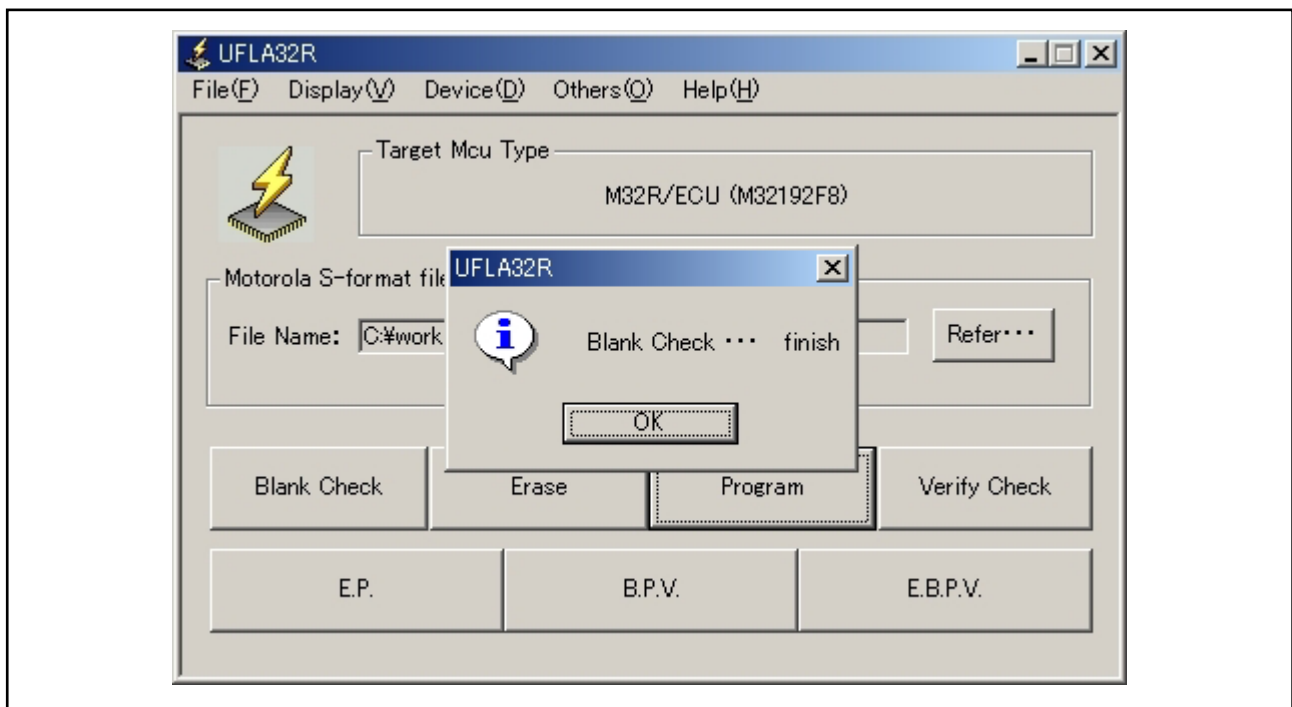 UFLA32R
File(F) Display(V) Device(D) Others(O) Help(H)
Target Mcu Type
M32R/ECU (M32192F8)
Motorola S-format file
UFLA32R
File Name: C:¥work
Blank Check ··· finish
Refer···
OK
Blank Check Erase Program Verify Check
E.P. B.P.V. E.B.P.V.